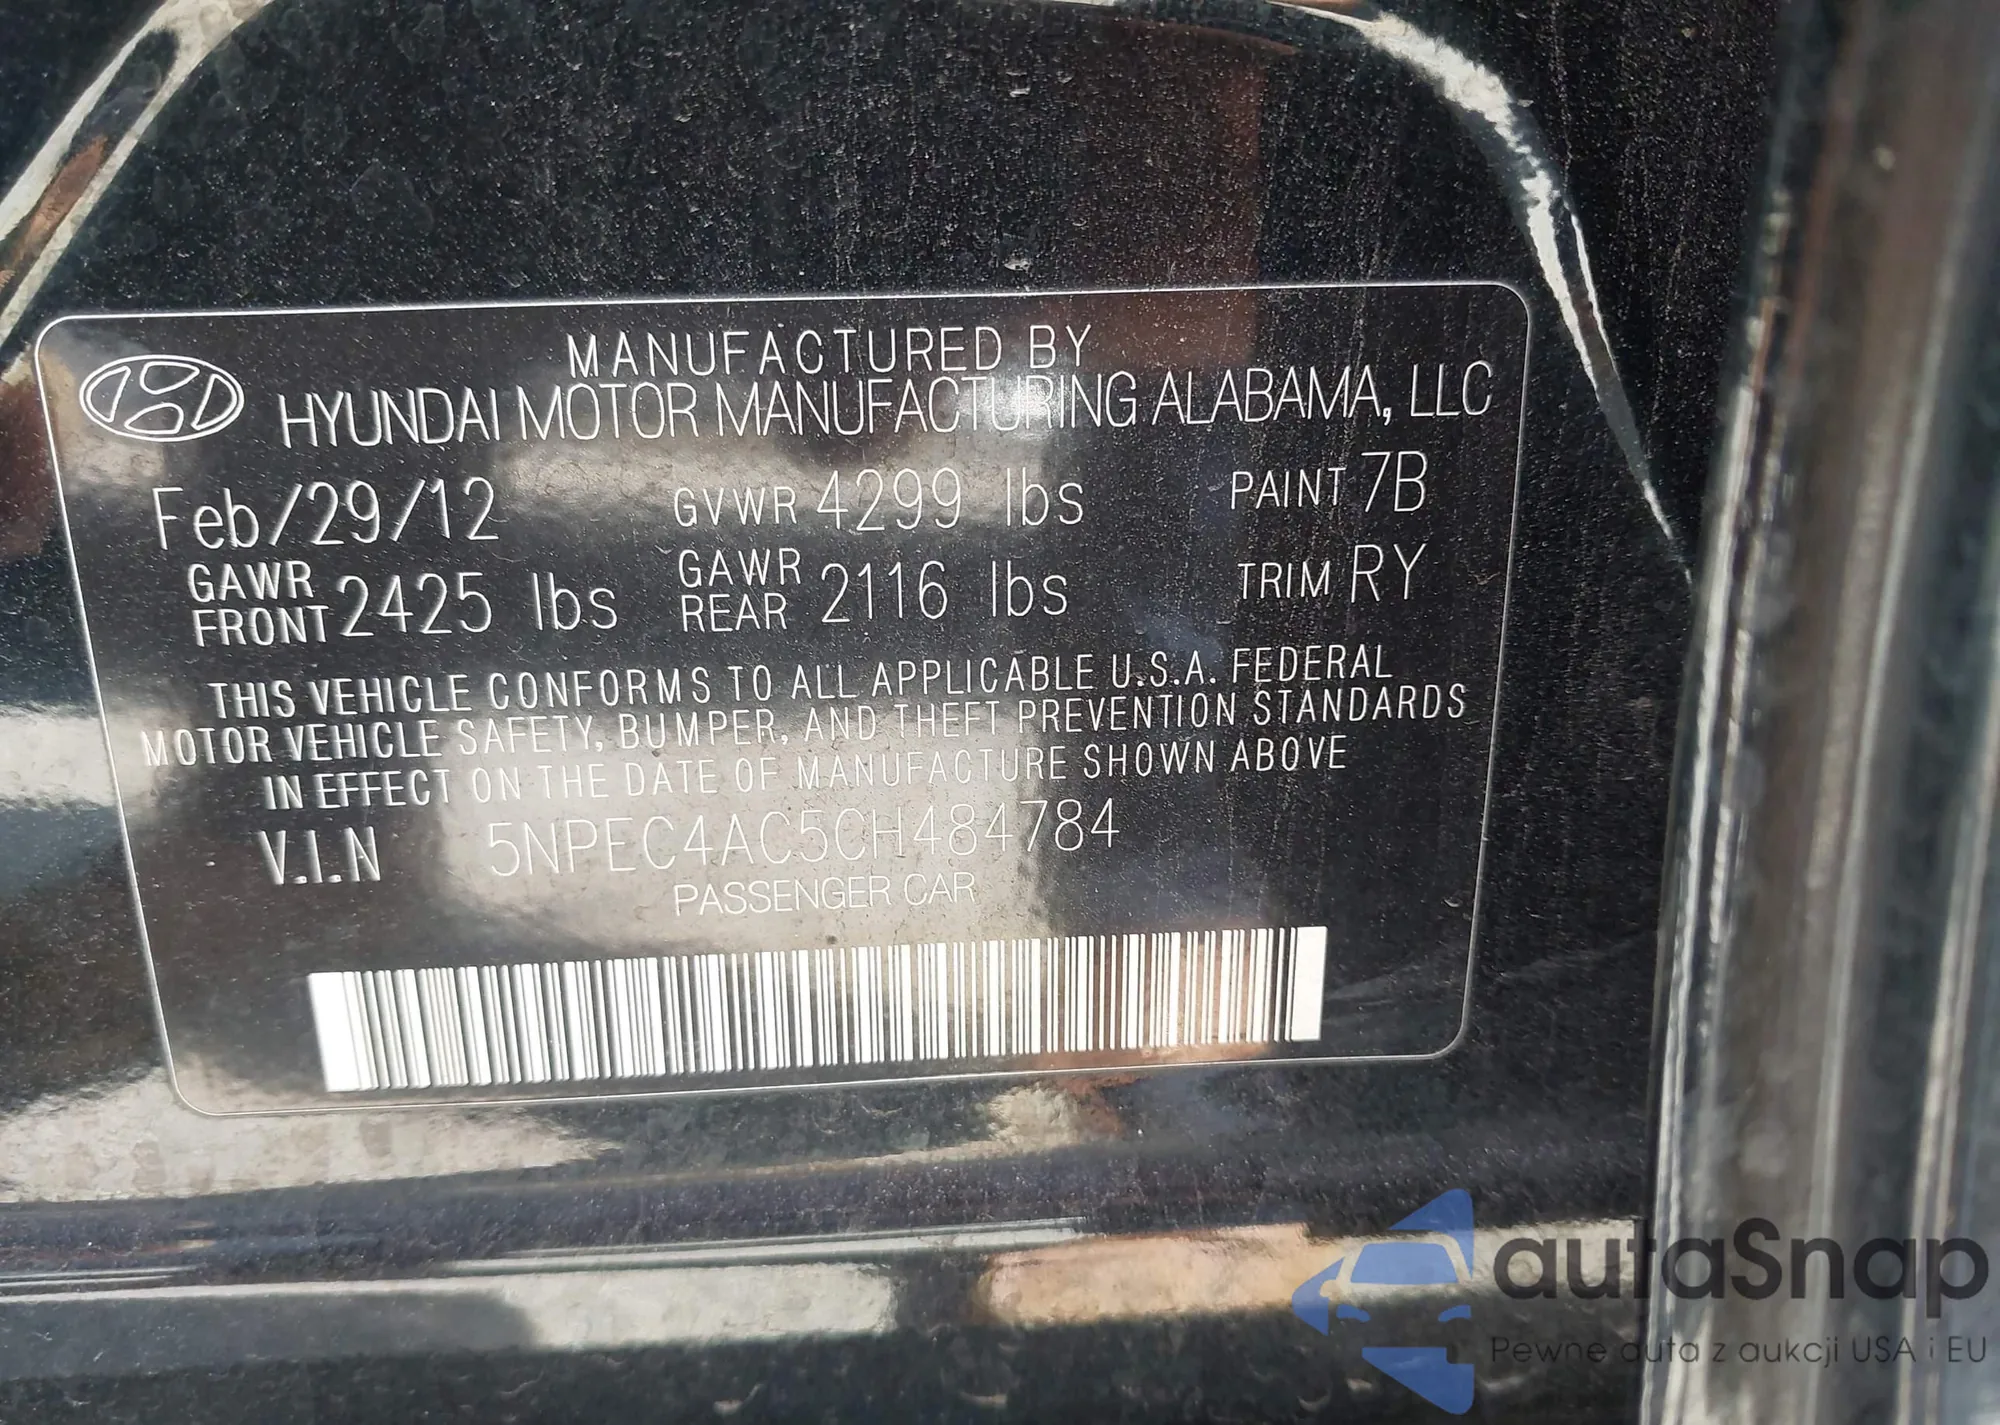 MANUFACTURED BY
HYUNDAI MOTOR MANUFACTURING ALABAMA, LLC
Feb/29/12 GVWR 4299 lbs PAINT 7B
GAWR FRONT 2425 lbs GAWR REAR 2116 lbs TRIM RY
THIS VEHICLE CONFORMS TO ALL APPLICABLE U.S.A. FEDERAL
MOTOR VEHICLE SAFETY, BUMPER, AND THEFT PREVENTION STANDARDS
IN EFFECT ON THE DATE OF MANUFACTURE SHOWN ABOVE
V.I.N 5NPEC4AC5CH484784
PASSENGER CAR
autaSnap
Pewne auta z aukcji USA i EU